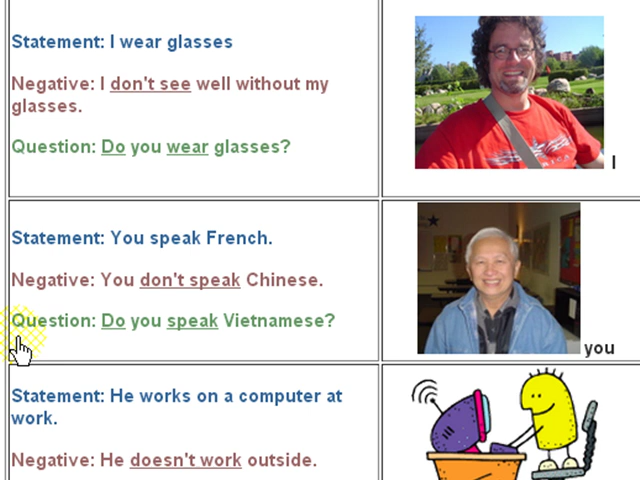 Statement: I wear glasses
Negative: I don't see well without my
glasses.
Question: Do you wear glasses?
I
Statement: You speak French.
Negative: You don't speak Chinese.
Question: Do you speak Vietnamese?
you
Statement: He works on a computer at
work.
Negative: He doesn't work outside.